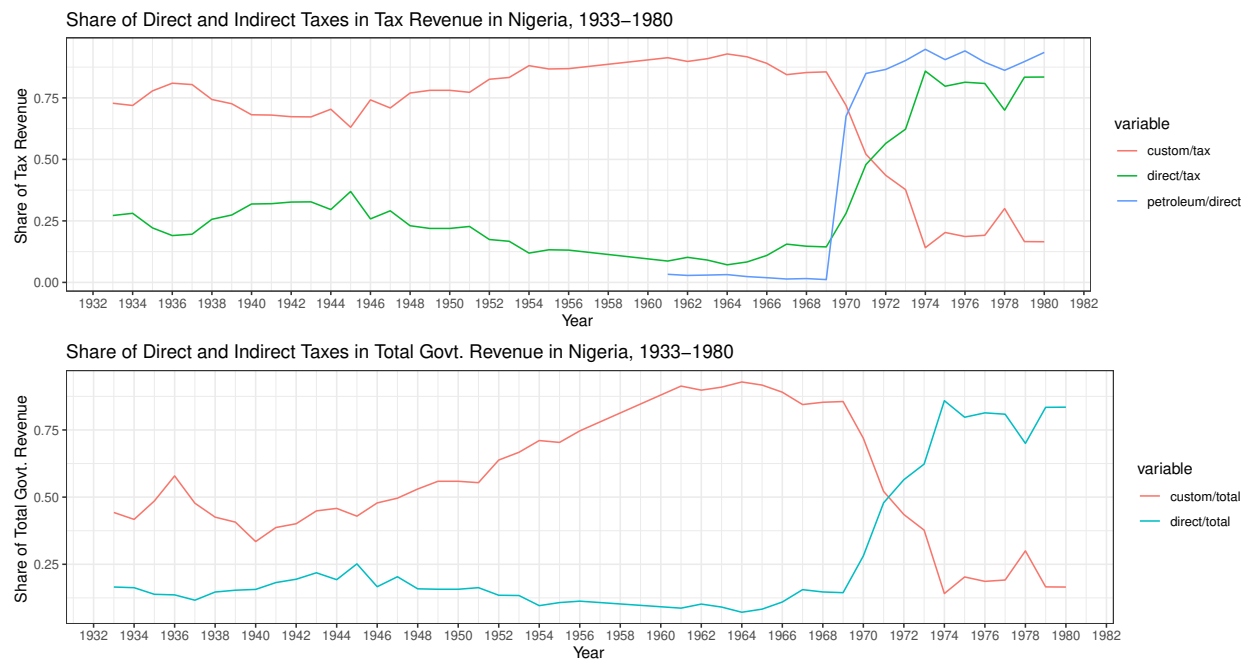 Share of Direct and Indirect Taxes in Tax Revenue in Nigeria, 1933−1980
Share of Tax Revenue
0.75
0.50
0.25
0.00
1932 1934 1936 1938 1940 1942 1944 1946 1948 1950 1952 1954 1956 1958 1960 1962 1964 1966 1968 1970 1972 1974 1976 1978 1980 1982
Year
variable
custom/tax
direct/tax
petroleum/direct
Share of Direct and Indirect Taxes in Total Govt. Revenue in Nigeria, 1933−1980
Share of Total Govt. Revenue
0.75
0.50
0.25
1932 1934 1936 1938 1940 1942 1944 1946 1948 1950 1952 1954 1956 1958 1960 1962 1964 1966 1968 1970 1972 1974 1976 1978 1980 1982
Year
variable
custom/total
direct/total